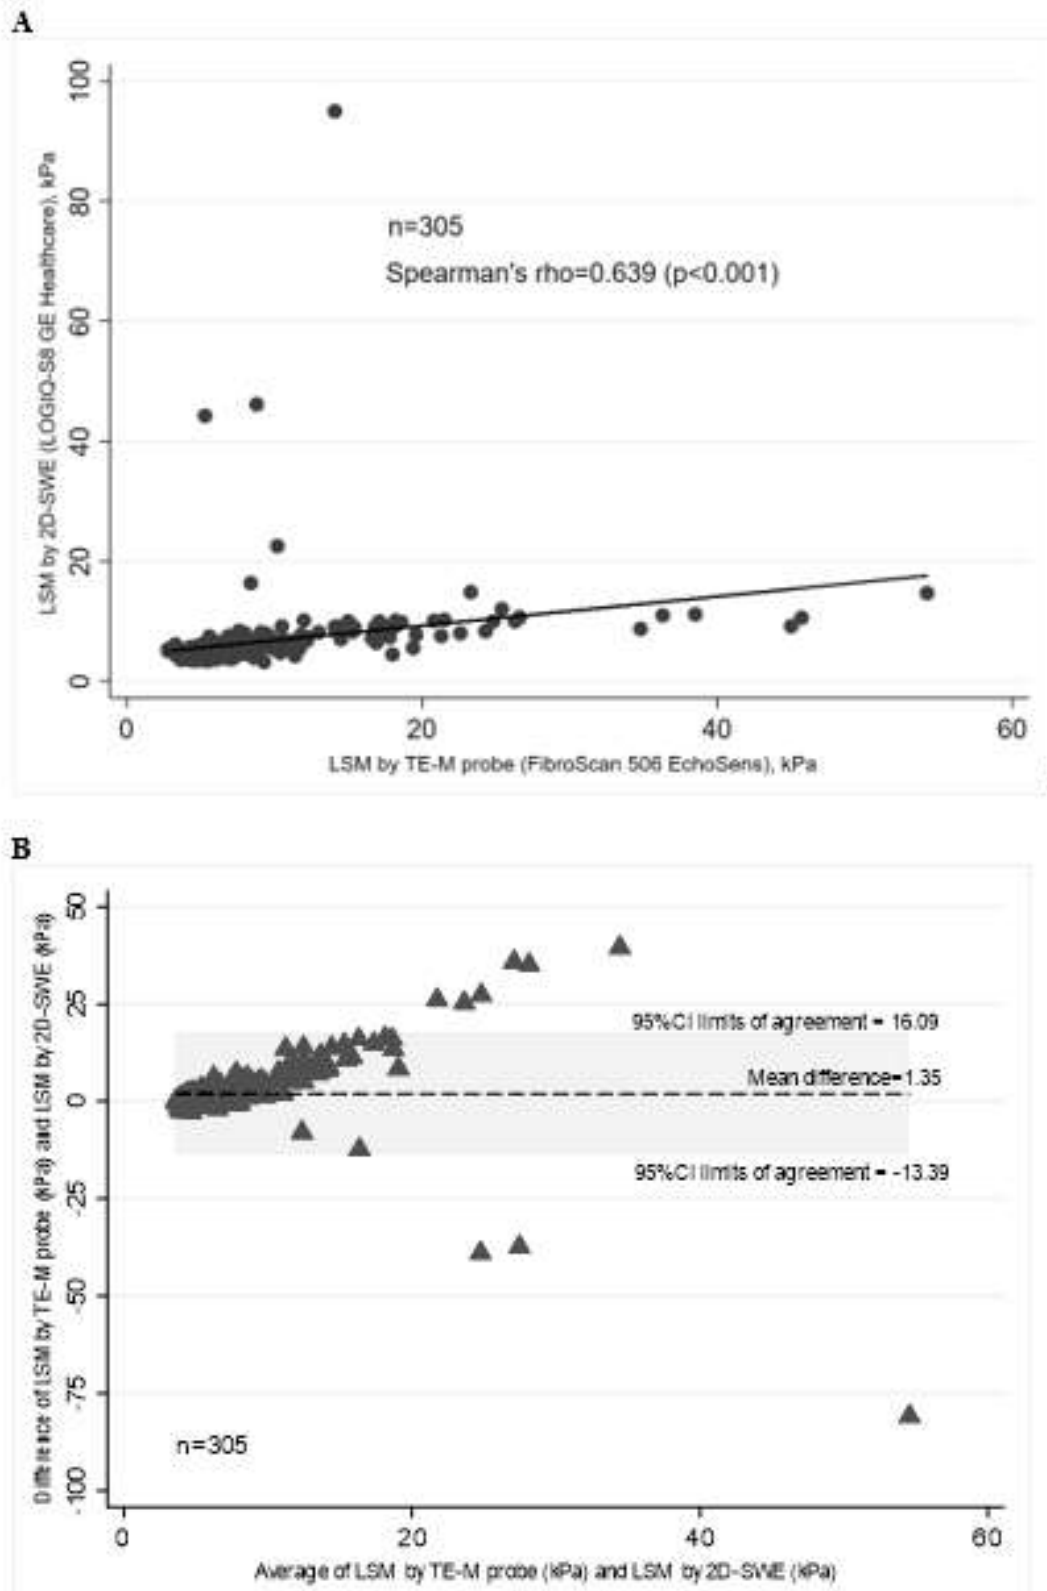 A
LSM by 2D-SWE (LOGIQ-S8 GE Healthcare), kPa
100
80
60
40
20
0
n=305
Spearman's rho=0.639 (p<0.001)
0 20 40 60
LSM by TE-M probe (FibroScan 506 EchoSens), kPa
B
Difference of LSM by TE-M probe (kPa) and LSM by 2D-SWE (kPa)
50
25
0
-25
-50
-75
-100
95%CI limits of agreement = 16.09
Mean difference=1.35
95%CI limits of agreement = -13.39
n=305
0 20 40 60
Average of LSM by TE-M probe (kPa) and LSM by 2D-SWE (kPa)